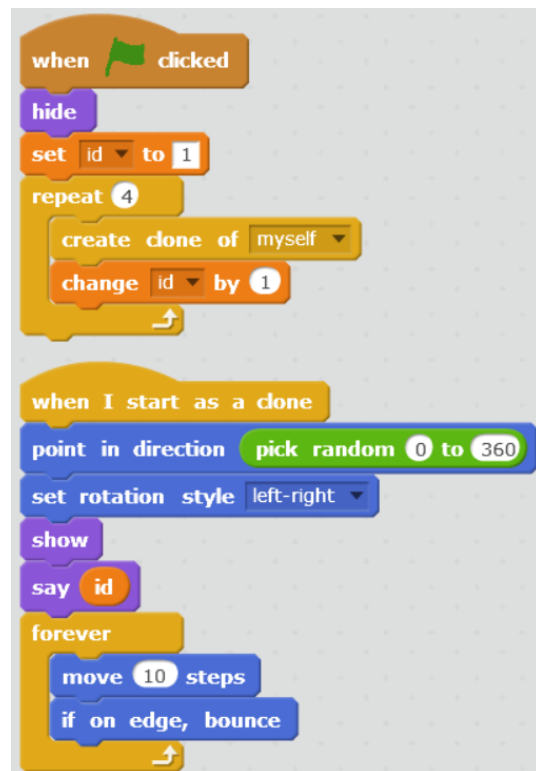 when clicked
hide
set id to 1
repeat 4
create clone of myself
change id by 1
when I start as a clone
point in direction pick random 0 to 360
set rotation style left-right
show
say id
forever
move 10 steps
if on edge, bounce